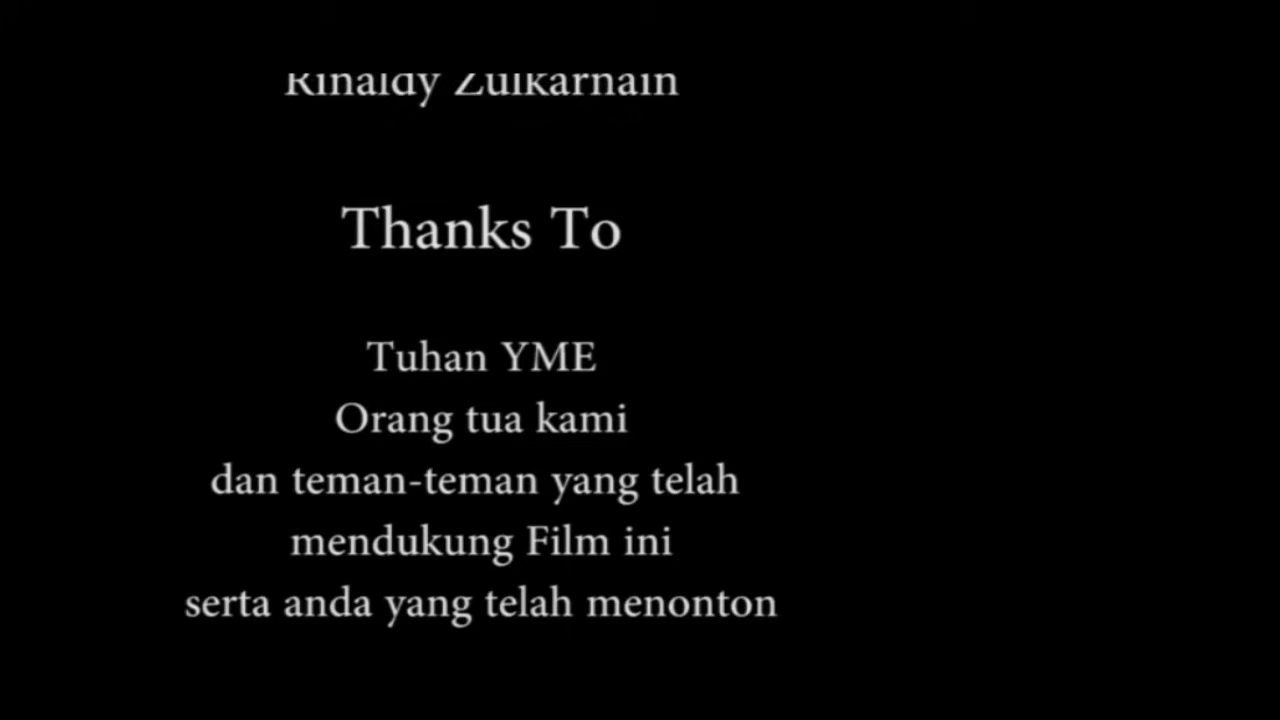 Rinaldy Zulkarnain
Thanks To
Tuhan YME
Orang tua kami
dan teman-teman yang telah
mendukung Film ini
serta anda yang telah menonton